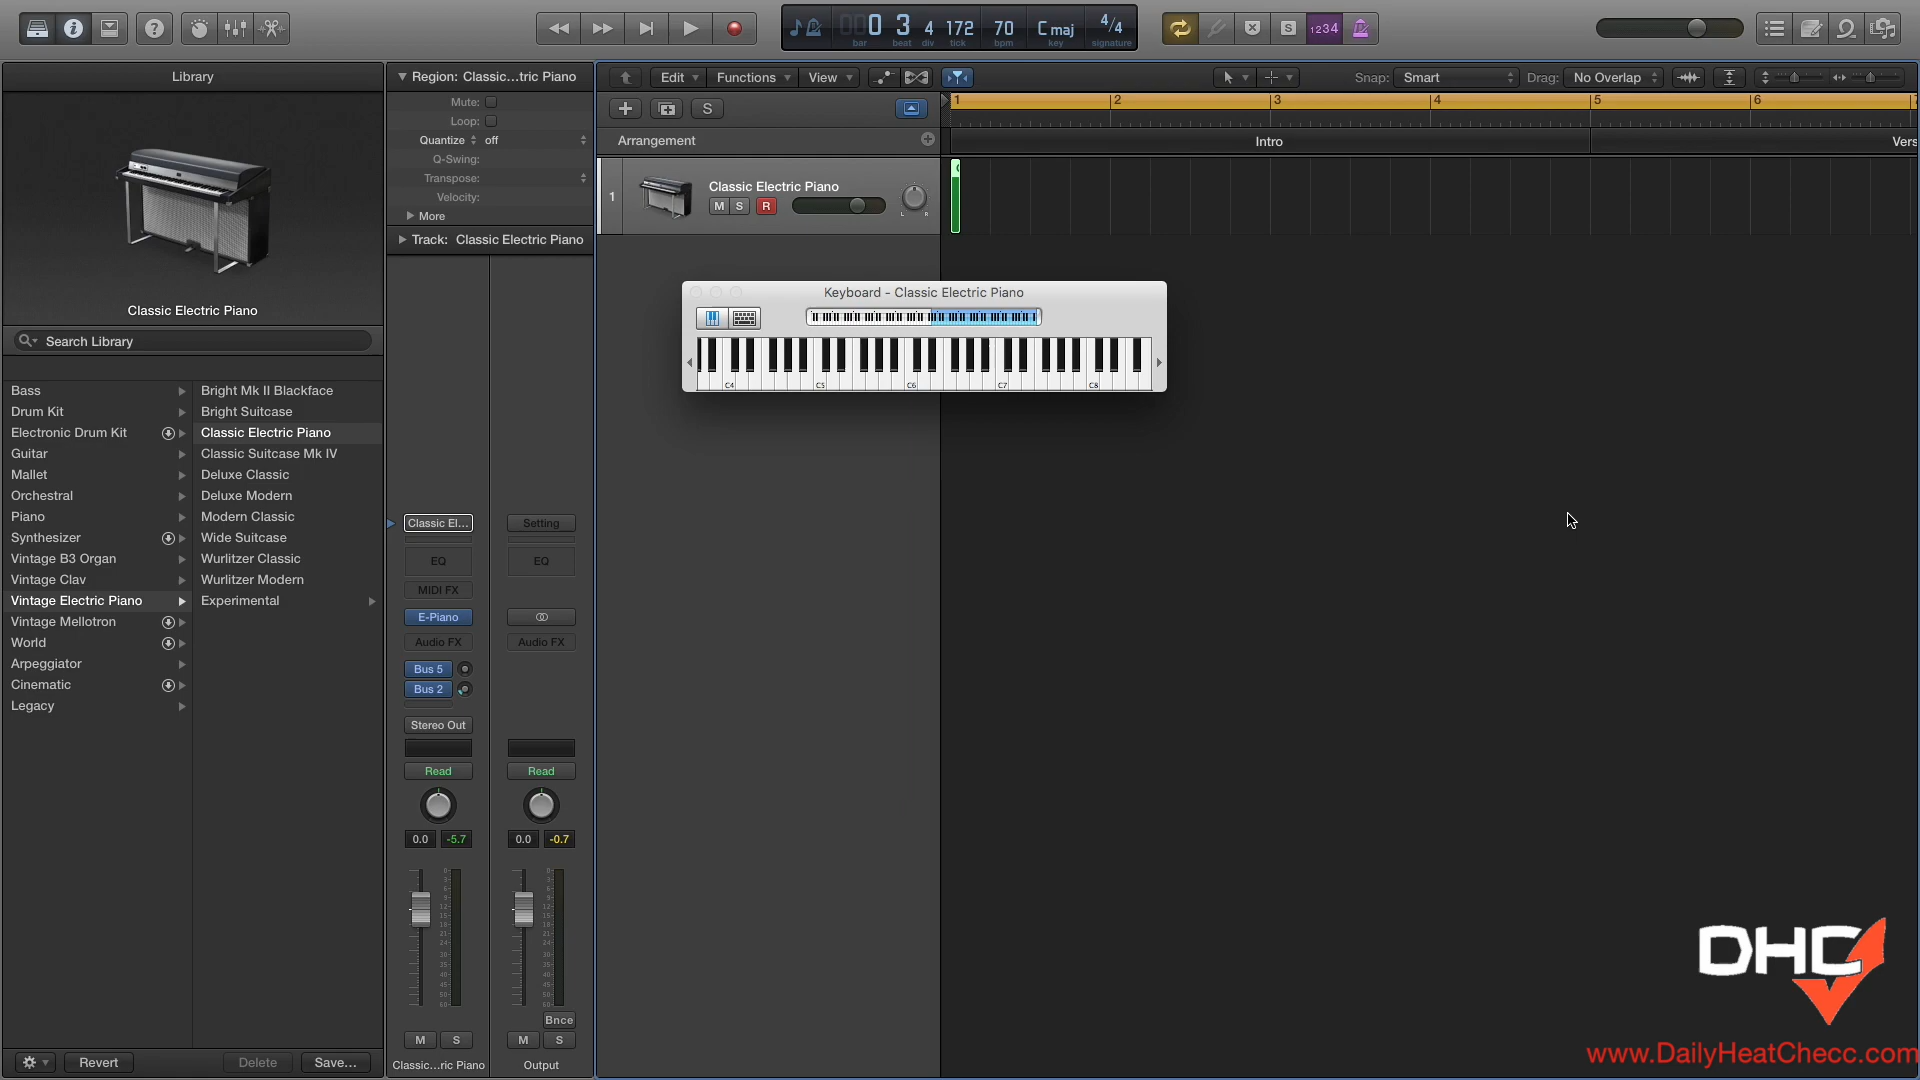 0 3 4 172 70 C maj 4/4
bar beat div tick bpm key signature
1234
Library
Region: Classic...tric Piano
Edit Functions View Snap: Smart Drag: No Overlap
Mute:
Loop:
Quantize off
Q-Swing:
Transpose:
Velocity:
More
Track: Classic Electric Piano
S
1 2 3 4 5 6 7
Arrangement
Intro Vers
1 Classic Electric Piano
M S R
L R
Classic Electric Piano
Search Library
Keyboard - Classic Electric Piano
C4 C5 C6 C7 C8
Bass
Drum Kit
Electronic Drum Kit
Guitar
Mallet
Orchestral
Piano
Synthesizer
Vintage B3 Organ
Vintage Clav
Vintage Electric Piano
Vintage Mellotron
World
Arpeggiator
Cinematic
Legacy
Bright Mk II Blackface
Bright Suitcase
Classic Electric Piano
Classic Suitcase Mk IV
Deluxe Classic
Deluxe Modern
Modern Classic
Wide Suitcase
Wurlitzer Classic
Wurlitzer Modern
Experimental
Classic El... Setting
EQ EQ
MIDI FX
E-Piano
Audio FX Audio FX
Bus 5
Bus 2
Stereo Out
Read Read
0.0 -5.7 0.0 -0.7
Bnce
M S M S
Classic...ric Piano Output
Revert Delete Save...
DHC
www.DailyHeatChecc.com